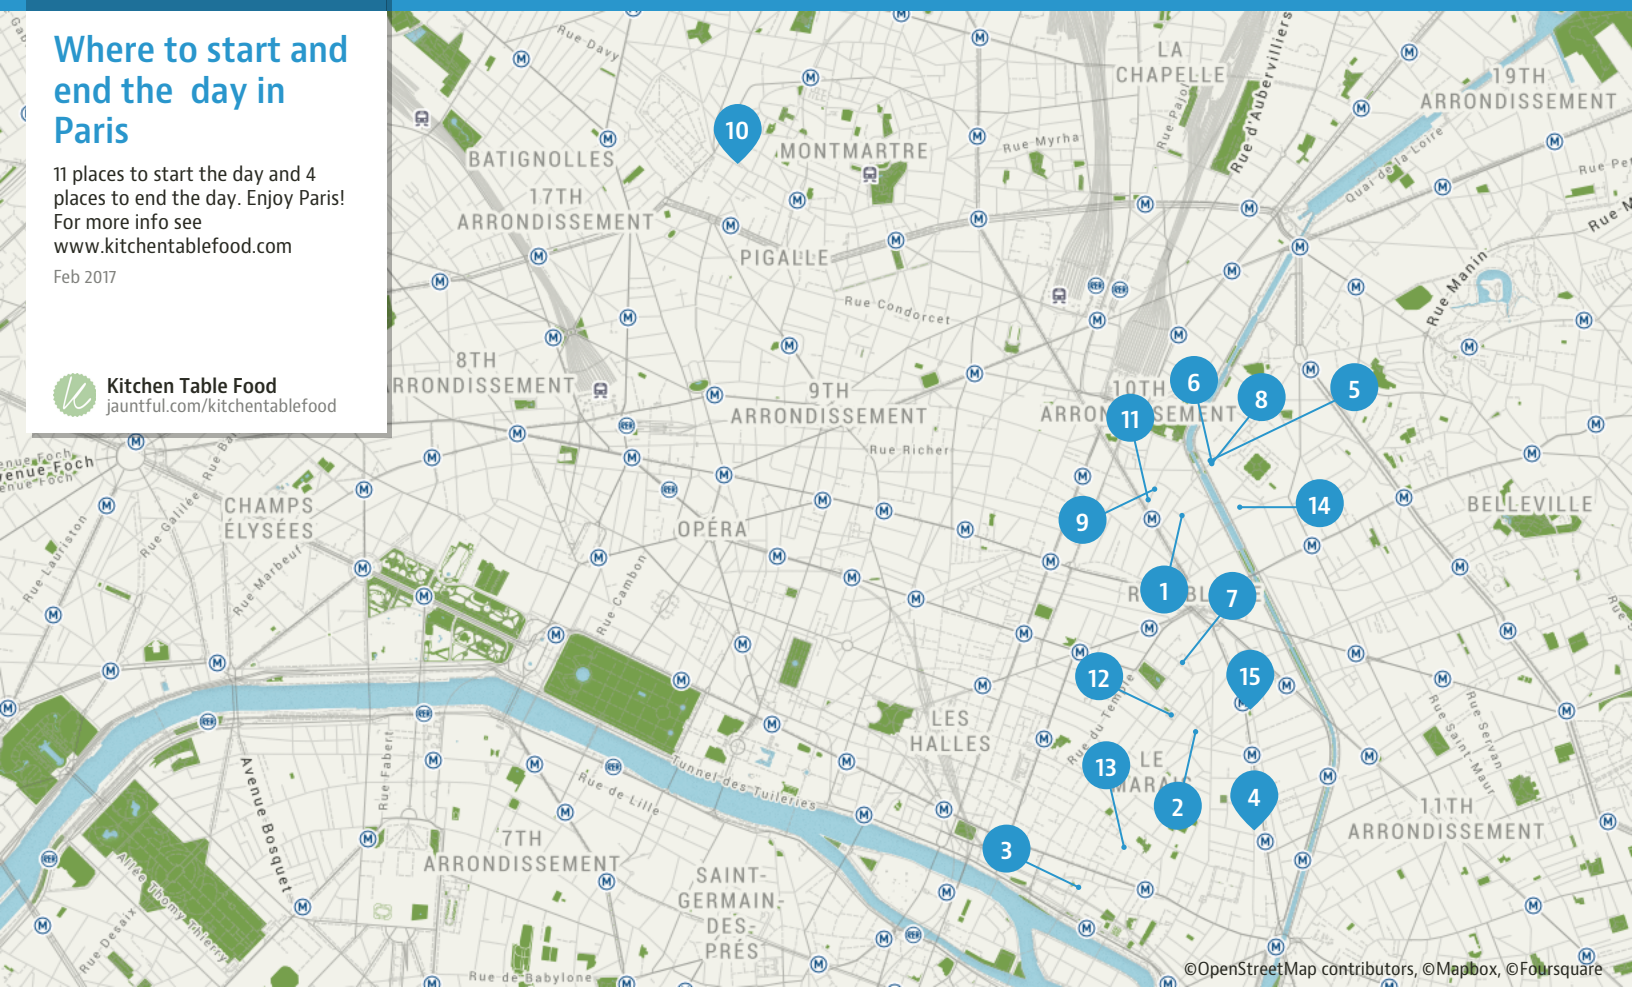 Where to start and
end the day in
Paris
11 places to start the day and 4
places to end the day. Enjoy Paris!
For more info see
www.kitchentablefood.com
Feb 2017
Kitchen Table Food
jauntful.com/kitchentablefood
Rue Davy
LA
CHAPELLE
Rue d'Aubervilliers
19TH
ARRONDISSEMENT
Rue Pajol
10
BATIGNOLLES
MONTMARTRE
Rue Myrha
Quai de la Loire
17TH
ARRONDISSEMENT
PIGALLE
Rue Manin
Rue Condorcet
8TH
9TH
ARRONDISSEMENT
10TH
6
8
5
11
Rue Richer
Avenue Foch
CHAMPS
ÉLYSÉES
Rue Galilée
Rue Lauriston
Rue Marbeuf
OPÉRA
Rue Cambon
9
14
BELLEVILLE
1
7
12
15
Rue du Temple
LES
HALLES
LE
MARAIS
13
2
4
3
Rue Saint-Maur
Rue Servan
11TH
ARRONDISSEMENT
Rue Fabert
Avenue Bosquet
Tunnel des Tuileries
Rue de Lille
7TH
ARRONDISSEMENT
Allée Thomy Thierry
Rue Desaix
SAINT-
GERMAIN-
DES-
PRÉS
Rue de Babylone
©OpenStreetMap contributors, ©Mapbox, ©Foursquare